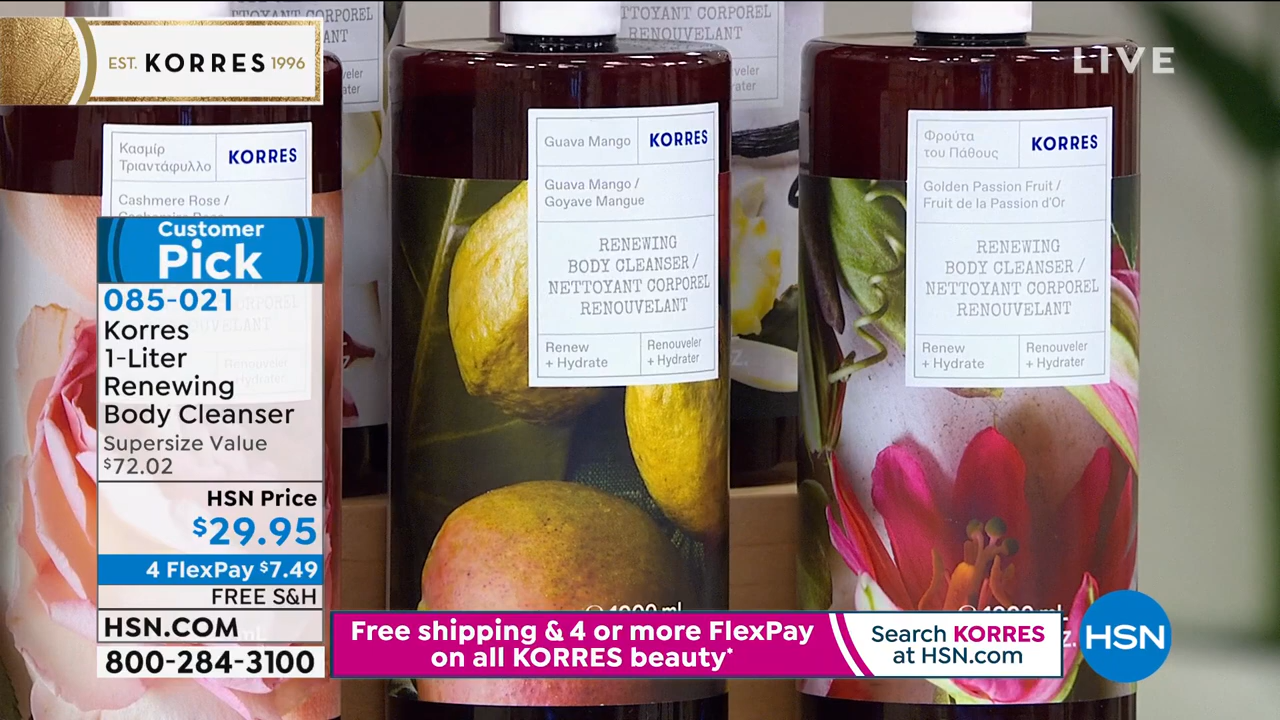 EST. KORRES 1996
LIVE
TTOYANT CORPOREL
RENOUVELANT
Κασμίρ
Τριαντάφυλλο
KORRES
Cashmere Rose /
Customer
Pick
085-021
Korres
1-Liter
Renewing
Body Cleanser
Supersize Value
$72.02
HSN Price
$29.95
4 FlexPay $7.49
FREE S&H
HSN.COM
800-284-3100
Guava Mango
KORRES
Guava Mango /
Goyave Mangue
RENEWING
BODY CLEANSER /
NETTOYANT CORPOREL
RENOUVELANT
Renew
+ Hydrate
Renouveler
+ Hydrater
Φρούτα
του Πάθους
KORRES
Golden Passion Fruit /
Fruit de la Passion d'Or
RENEWING
BODY CLEANSER /
NETTOYANT CORPOREL
RENOUVELANT
Renew
+ Hydrate
Renouveler
+ Hydrater
Free shipping & 4 or more FlexPay
on all KORRES beauty*
Search KORRES
at HSN.com
HSN